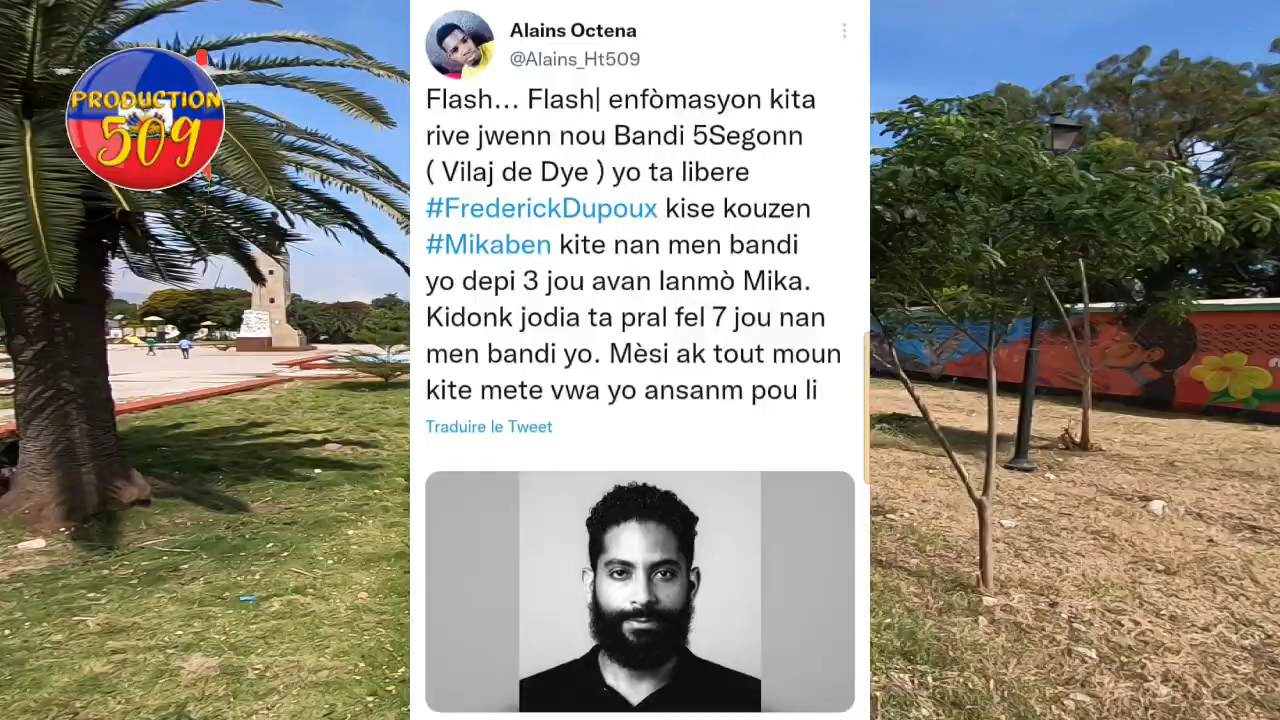 PRODUCTION
509
Alains Octena
@Alains_Ht509
Flash... Flash| enfòmasyon kita
rive jwenn nou Bandi 5Segonn
( Vilaj de Dye ) yo ta libere
#FrederickDupoux kise kouzen
#Mikaben kite nan men bandi
yo depi 3 jou avan lanmò Mika.
Kidonk jodia ta pral fel 7 jou nan
men bandi yo. Mèsi ak tout moun
kite mete vwa yo ansanm pou li
Traduire le Tweet